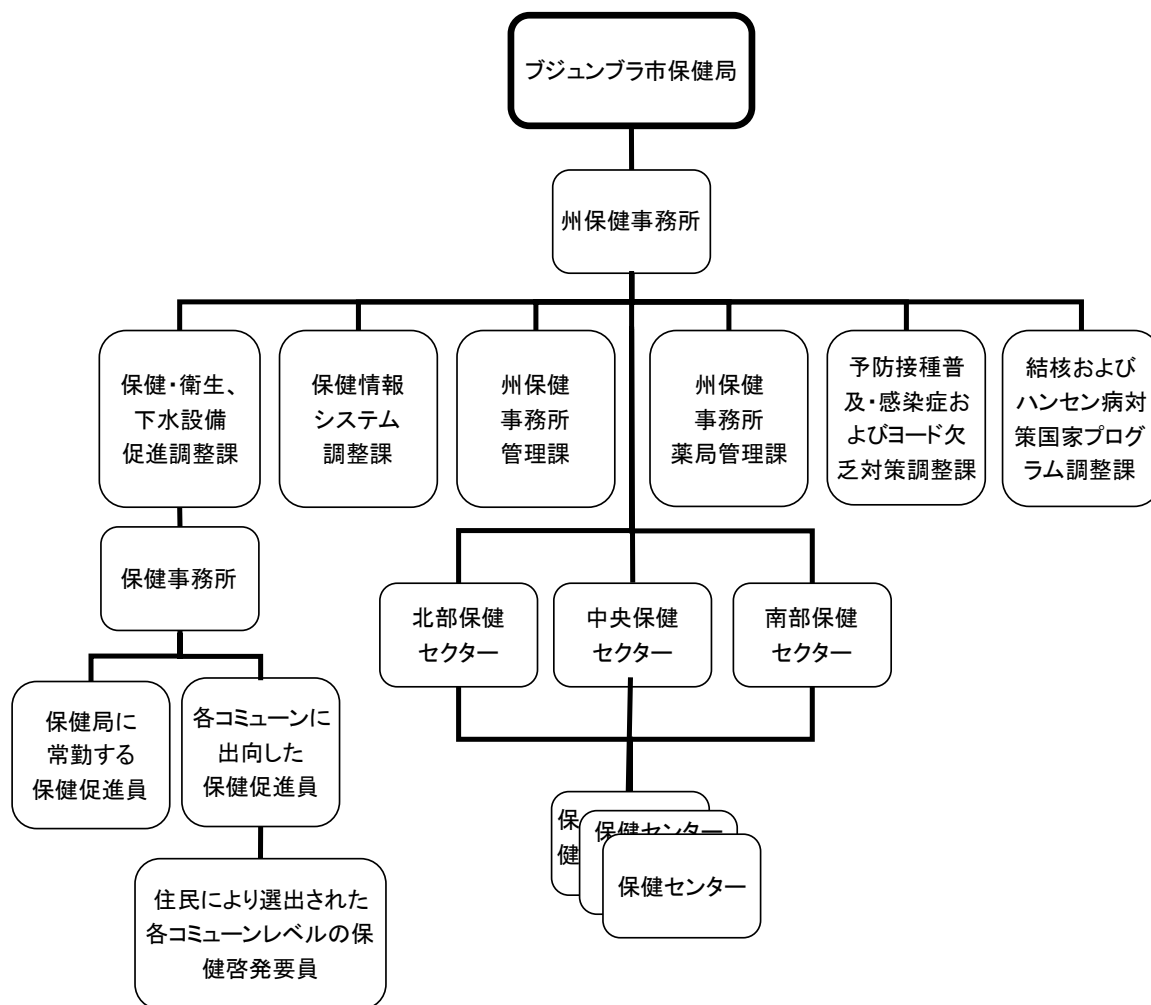 ブジュンブラ市保健局
州保健事務所
保健・衛生、
下水設備
促進調整課
保健情報
システム
調整課
州保健
事務所
管理課
州保健
事務所
薬局管理課
予防接種普
及・感染症お
よびヨード欠
乏対策調整課
結核および
ハンセン病対
策国家プログ
ラム調整課
保健事務所
北部保健
セクター
中央保健
セクター
南部保健
セクター
保健局に
常勤する
保健促進員
各コミューンに
出向した
保健促進員
保
健
保健センター
保健センター
住民により選出された
各コミューンレベルの保
健啓発要員